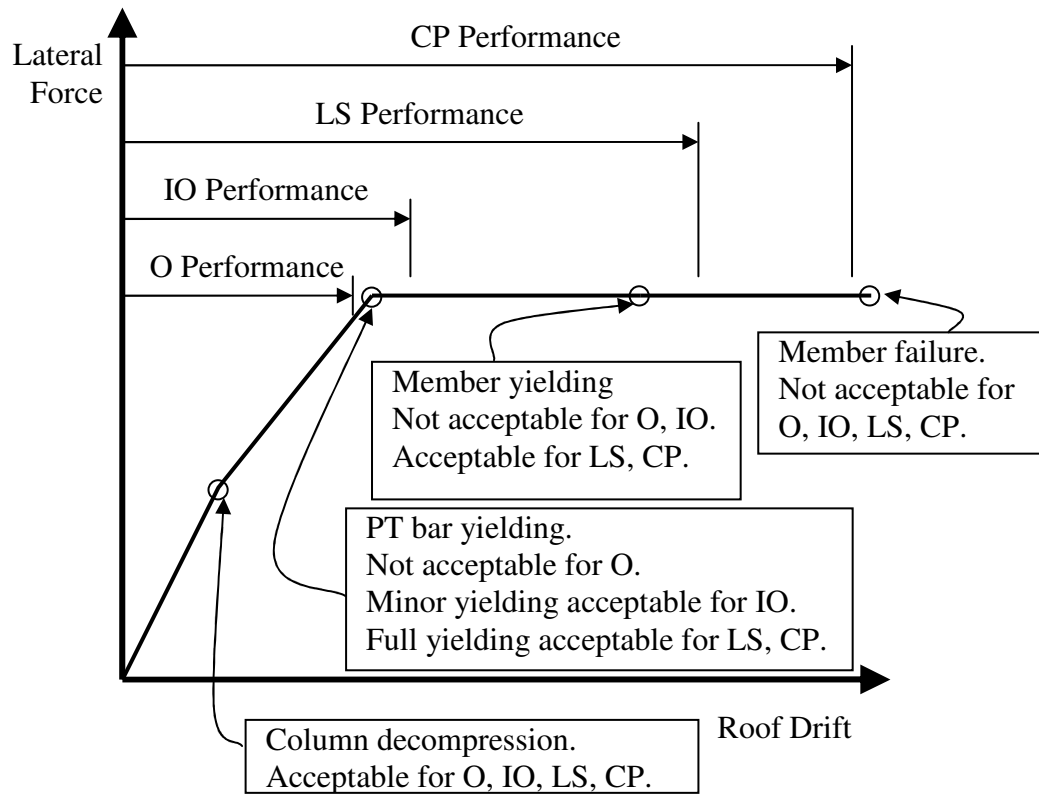 CP Performance
Lateral
Force
LS Performance
IO Performance
O Performance
Member yielding
Not acceptable for O, IO.
Acceptable for LS, CP.
Member failure.
Not acceptable for
O, IO, LS, CP.
PT bar yielding.
Not acceptable for O.
Minor yielding acceptable for IO.
Full yielding acceptable for LS, CP.
Roof Drift
Column decompression.
Acceptable for O, IO, LS, CP.